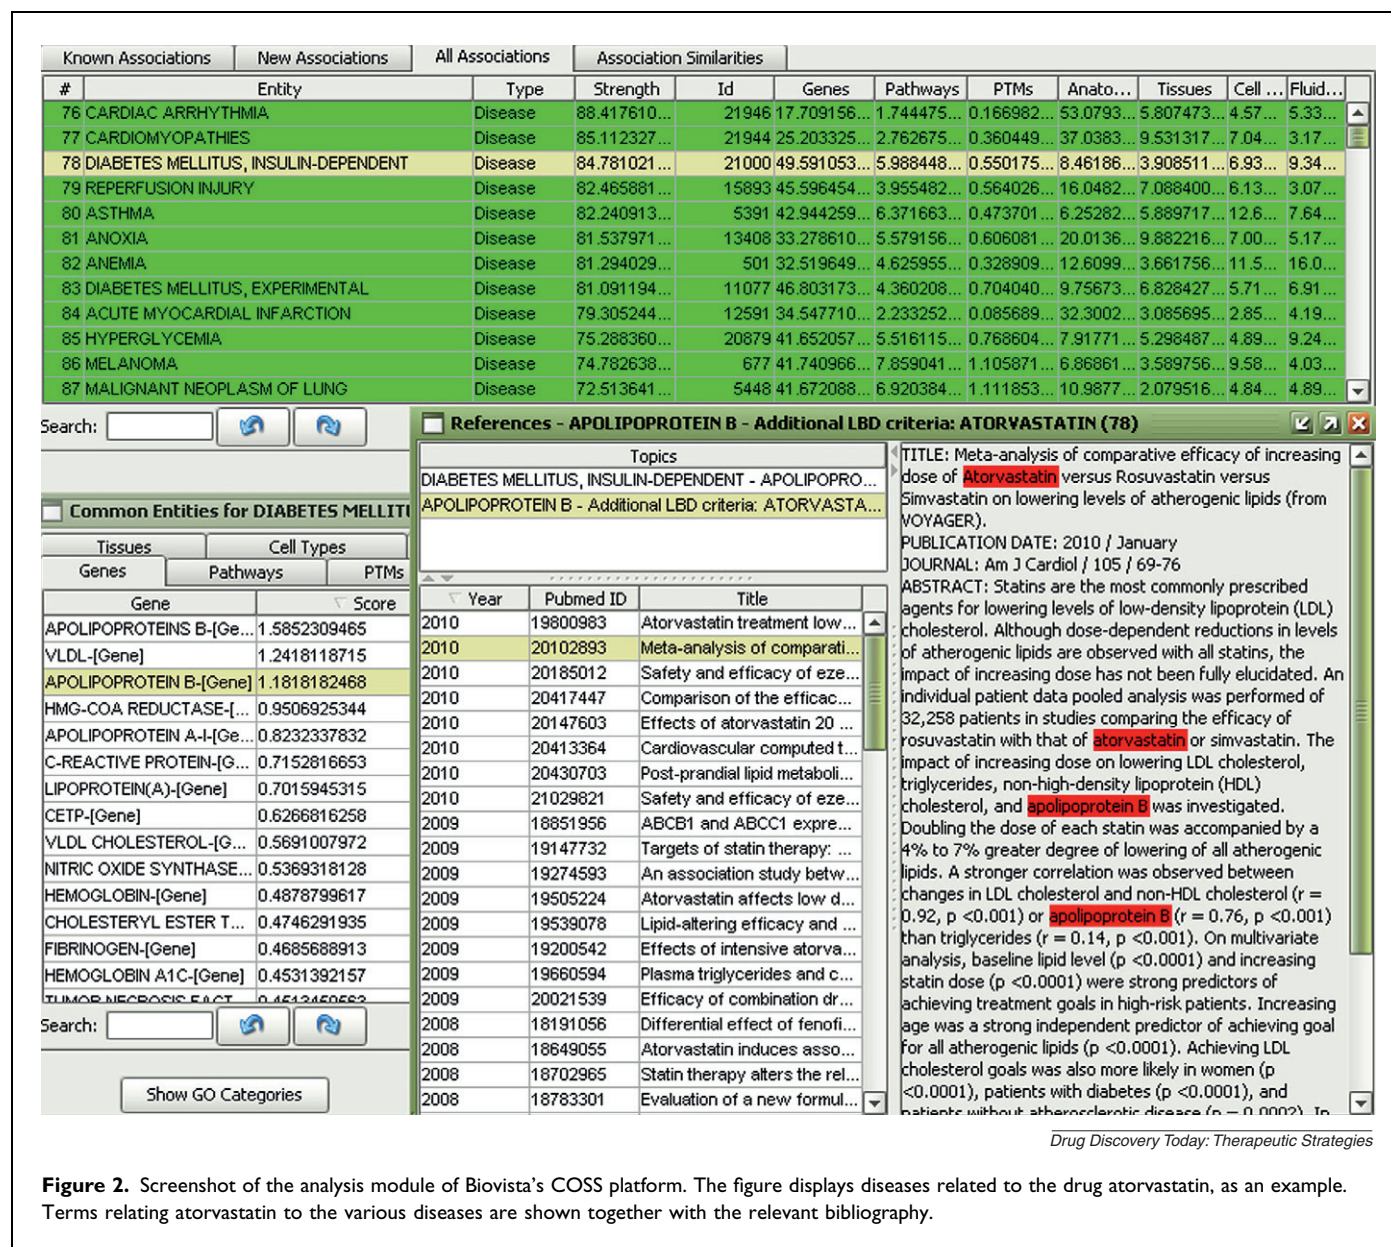 Known Associations New Associations All Associations Association Similarities
# Entity Type Strength Id Genes Pathways PTMs Anato... Tissues Cell ... Fluid...
76 CARDIAC ARRHYTHMIA Disease 88.417610... 21946 17.709156... 1.744475... 0.166982... 53.0793... 5.807473... 4.57... 5.33...
77 CARDIOMYOPATHIES Disease 85.112327... 21944 25.203325... 2.762675... 0.360449... 37.0383... 9.531317... 7.04... 3.17...
78 DIABETES MELLITUS, INSULIN-DEPENDENT Disease 84.781021... 21000 49.591053... 5.988448... 0.550175... 8.46186... 3.908511... 6.93... 9.34...
79 REPERFUSION INJURY Disease 82.465881... 15893 45.596454... 3.955482... 0.564026... 16.0482... 7.088400... 6.13... 3.07...
80 ASTHMA Disease 82.240913... 5391 42.944259... 6.371663... 0.473701... 6.25282... 5.889717... 12.6... 7.64...
81 ANOXIA Disease 81.537971... 13408 33.278610... 5.579156... 0.606081... 20.0136... 9.882216... 7.00... 5.17...
82 ANEMIA Disease 81.294029... 501 32.519649... 4.625955... 0.328909... 12.6099... 3.661756... 11.5... 16.0...
83 DIABETES MELLITUS, EXPERIMENTAL Disease 81.091194... 11077 46.803173... 4.360208... 0.704040... 9.75673... 6.828427... 5.71... 6.91...
84 ACUTE MYOCARDIAL INFARCTION Disease 79.305244... 12591 34.547710... 2.233252... 0.085689... 32.3002... 3.085695... 2.85... 4.19...
85 HYPERGLYCEMIA Disease 75.288360... 20879 41.652057... 5.516115... 0.768604... 7.91771... 5.298487... 4.89... 9.24...
86 MELANOMA Disease 74.782638... 677 41.740966... 7.859041... 1.105871... 6.86861... 3.589756... 9.58... 4.03...
87 MALIGNANT NEOPLASM OF LUNG Disease 72.513641... 5448 41.672088... 6.920384... 1.111853... 10.9877... 2.079516... 4.84... 4.89...
Search:
Common Entities for DIABETES MELLIT
Tissues Cell Types
Genes Pathways PTMs
Gene Score
APOLIPOPROTEINS B-[Ge... 1.5852309465
VLDL-[Gene] 1.2418118715
APOLIPOPROTEIN B-[Gene] 1.1818182468
HMG-COA REDUCTASE-[... 0.9506925344
APOLIPOPROTEIN A-I-[Ge... 0.8232337832
C-REACTIVE PROTEIN-[G... 0.7152816653
LIPOPROTEIN(A)-[Gene] 0.7015945315
CETP-[Gene] 0.6266816258
VLDL CHOLESTEROL-[G... 0.5691007972
NITRIC OXIDE SYNTHASE... 0.5369318128
HEMOGLOBIN-[Gene] 0.4878799617
CHOLESTERYL ESTER T... 0.4746291935
FIBRINOGEN-[Gene] 0.4685688913
HEMOGLOBIN A1C-[Gene] 0.4531392157
TUMOR NECROSIS FACT...
Search:
Show GO Categories
References - APOLIPOPROTEIN B - Additional LBD criteria: ATORVASTATIN (78)
Topics
DIABETES MELLITUS, INSULIN-DEPENDENT - APOLIPOPRO...
APOLIPOPROTEIN B - Additional LBD criteria: ATORVASTA...
Year Pubmed ID Title
2010 19800983 Atorvastatin treatment low...
2010 20102893 Meta-analysis of comparati...
2010 20185012 Safety and efficacy of eze...
2010 20417447 Comparison of the efficac...
2010 20147603 Effects of atorvastatin 20 ...
2010 20413364 Cardiovascular computed t...
2010 20430703 Post-prandial lipid metaboli...
2010 21029821 Safety and efficacy of eze...
2009 18851956 ABCB1 and ABCC1 expre...
2009 19147732 Targets of statin therapy: ...
2009 19274593 An association study betw...
2009 19505224 Atorvastatin affects low d...
2009 19539078 Lipid-altering efficacy and ...
2009 19200542 Effects of intensive atorva...
2009 19660594 Plasma triglycerides and c...
2009 20021539 Efficacy of combination dr...
2008 18191056 Differential effect of fenofi...
2008 18649055 Atorvastatin induces asso...
2008 18702965 Statin therapy alters the rel...
2008 18783301 Evaluation of a new formul...
TITLE: Meta-analysis of comparative efficacy of increasing
dose of Atorvastatin versus Rosuvastatin versus
Simvastatin on lowering levels of atherogenic lipids (from
VOYAGER).
PUBLICATION DATE: 2010 / January
JOURNAL: Am J Cardiol / 105 / 69-76
ABSTRACT: Statins are the most commonly prescribed
agents for lowering levels of low-density lipoprotein (LDL)
cholesterol. Although dose-dependent reductions in levels
of atherogenic lipids are observed with all statins, the
impact of increasing dose has not been fully elucidated. An
individual patient data pooled analysis was performed of
32,258 patients in studies comparing the efficacy of
rosuvastatin with that of atorvastatin or simvastatin. The
impact of increasing dose on lowering LDL cholesterol,
triglycerides, non-high-density lipoprotein (HDL)
cholesterol, and apolipoprotein B was investigated.
Doubling the dose of each statin was accompanied by a
4% to 7% greater degree of lowering of all atherogenic
lipids. A stronger correlation was observed between
changes in LDL cholesterol and non-HDL cholesterol (r =
0.92, p <0.001) or apolipoprotein B (r = 0.76, p <0.001)
than triglycerides (r = 0.14, p <0.001). On multivariate
analysis, baseline lipid level (p <0.0001) and increasing
statin dose (p <0.0001) were strong predictors of
achieving treatment goals in high-risk patients. Increasing
age was a strong independent predictor of achieving goal
for all atherogenic lipids (p <0.0001). Achieving LDL
cholesterol goals was also more likely in women (p
<0.0001), patients with diabetes (p <0.0001), and
patients without atherosclerotic disease (p = 0.0002). In
Drug Discovery Today: Therapeutic Strategies
Figure 2. Screenshot of the analysis module of Biovista's COSS platform. The figure displays diseases related to the drug atorvastatin, as an example.
Terms relating atorvastatin to the various diseases are shown together with the relevant bibliography.